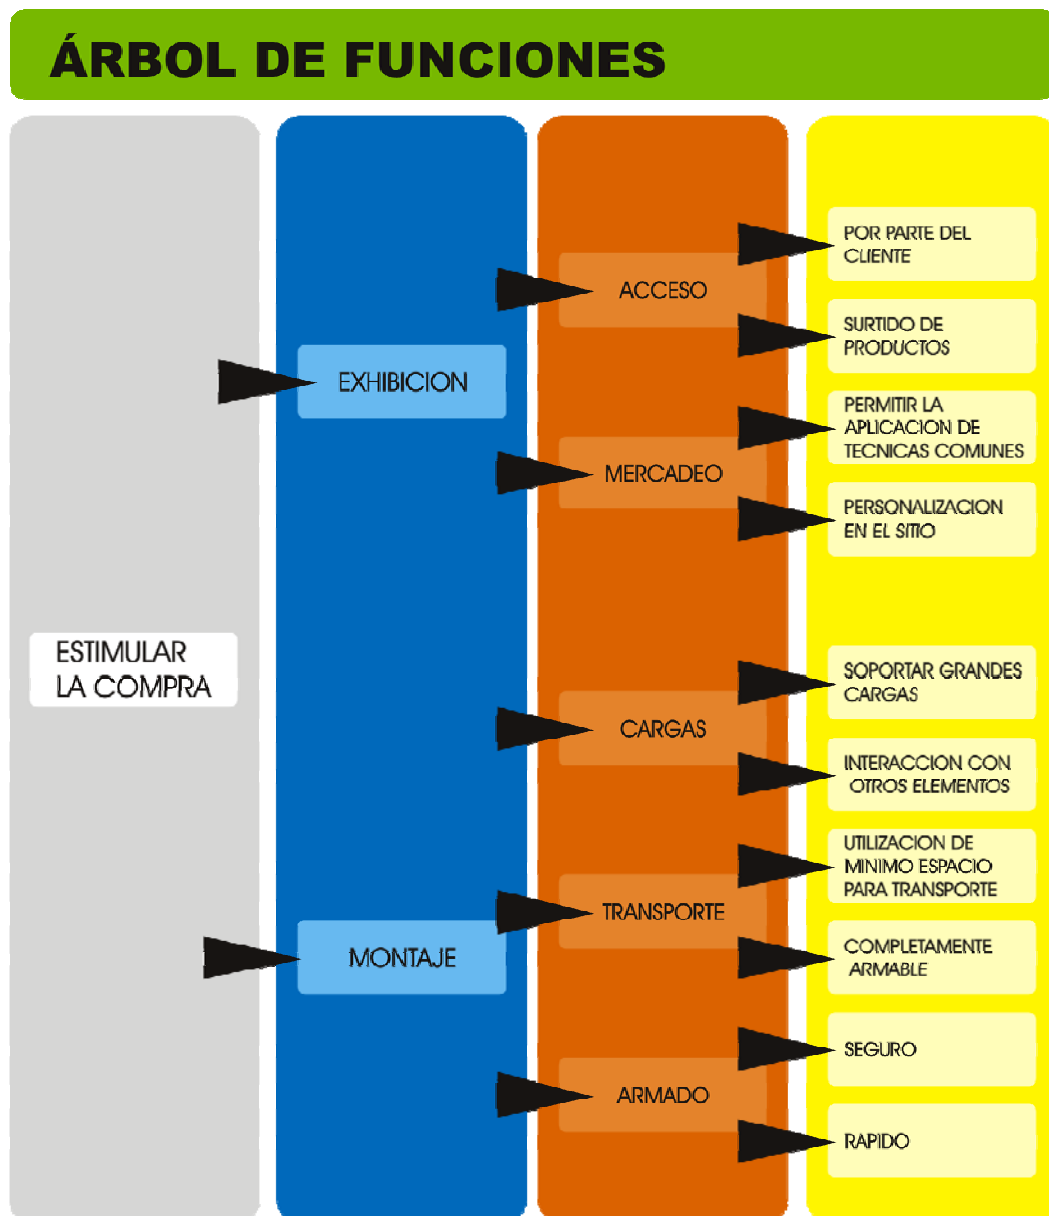 ÁRBOL DE FUNCIONES
ESTIMULAR
LA COMPRA
EXHIBICION
MONTAJE
ACCESO
MERCADEO
CARGAS
TRANSPORTE
ARMADO
POR PARTE DEL
CLIENTE
SURTIDO DE
PRODUCTOS
PERMITIR LA
APLICACION DE
TECNICAS COMUNES
PERSONALIZACION
EN EL SITIO
SOPORTAR GRANDES
CARGAS
INTERACCION CON
OTROS ELEMENTOS
UTILIZACION DE
MINIMO ESPACIO
PARA TRANSPORTE
COMPLETAMENTE
ARMABLE
SEGURO
RAPIDO